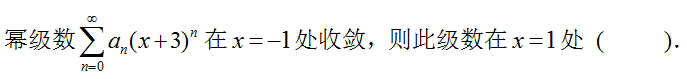 幂级数$\sum_{n=0}^{\infty} a_n(x+3)^n$在$x=-1$处收敛，则此级数在$x=1$处 (      ).